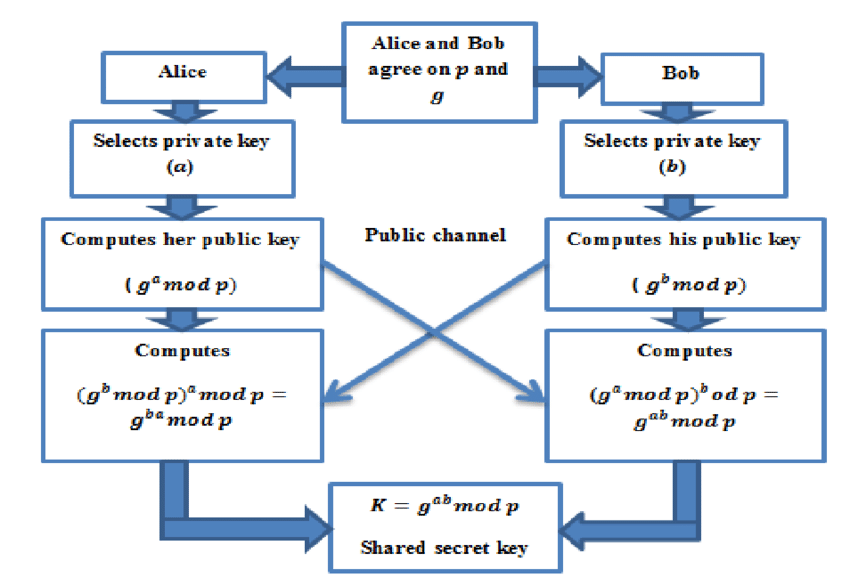 Alice and Bob
agree on p and
g
Alice
Bob
Selects private key
(a)
Selects private key
(b)
Computes her public key
( g^a mod p)
Public channel
Computes his public key
( g^b mod p)
Computes
(g^b mod p)^a mod p =
g^{ba} mod p
Computes
(g^a mod p)^b od p =
g^{ab} mod p
K = g^{ab} mod p
Shared secret key